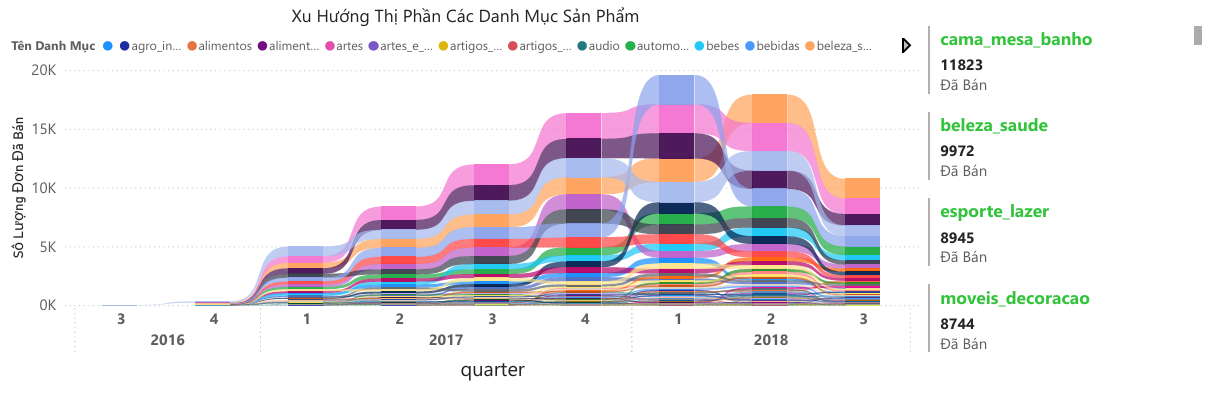 Xu Hướng Thị Phần Các Danh Mục Sản Phẩm
Tên Danh Mục agro_in... alimentos aliment... artes artes_e_... artigos_... artigos_... audio automo... bebes bebidas beleza_s...
Số Lượng Đơn Đã Bán
20K
15K
10K
5K
0K
3 4 1 2 3 4 1 2 3
2016 2017 2018
quarter
cama_mesa_banho
11823
Đã Bán
beleza_saude
9972
Đã Bán
esporte_lazer
8945
Đã Bán
moveis_decoracao
8744
Đã Bán